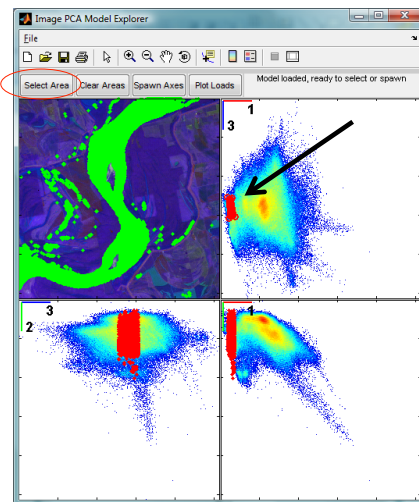 Image PCA Model Explorer
File
Select Area Clear Areas Spawn Axes Plot Loads Model loaded, ready to select or spawn
1
3
3
2
1